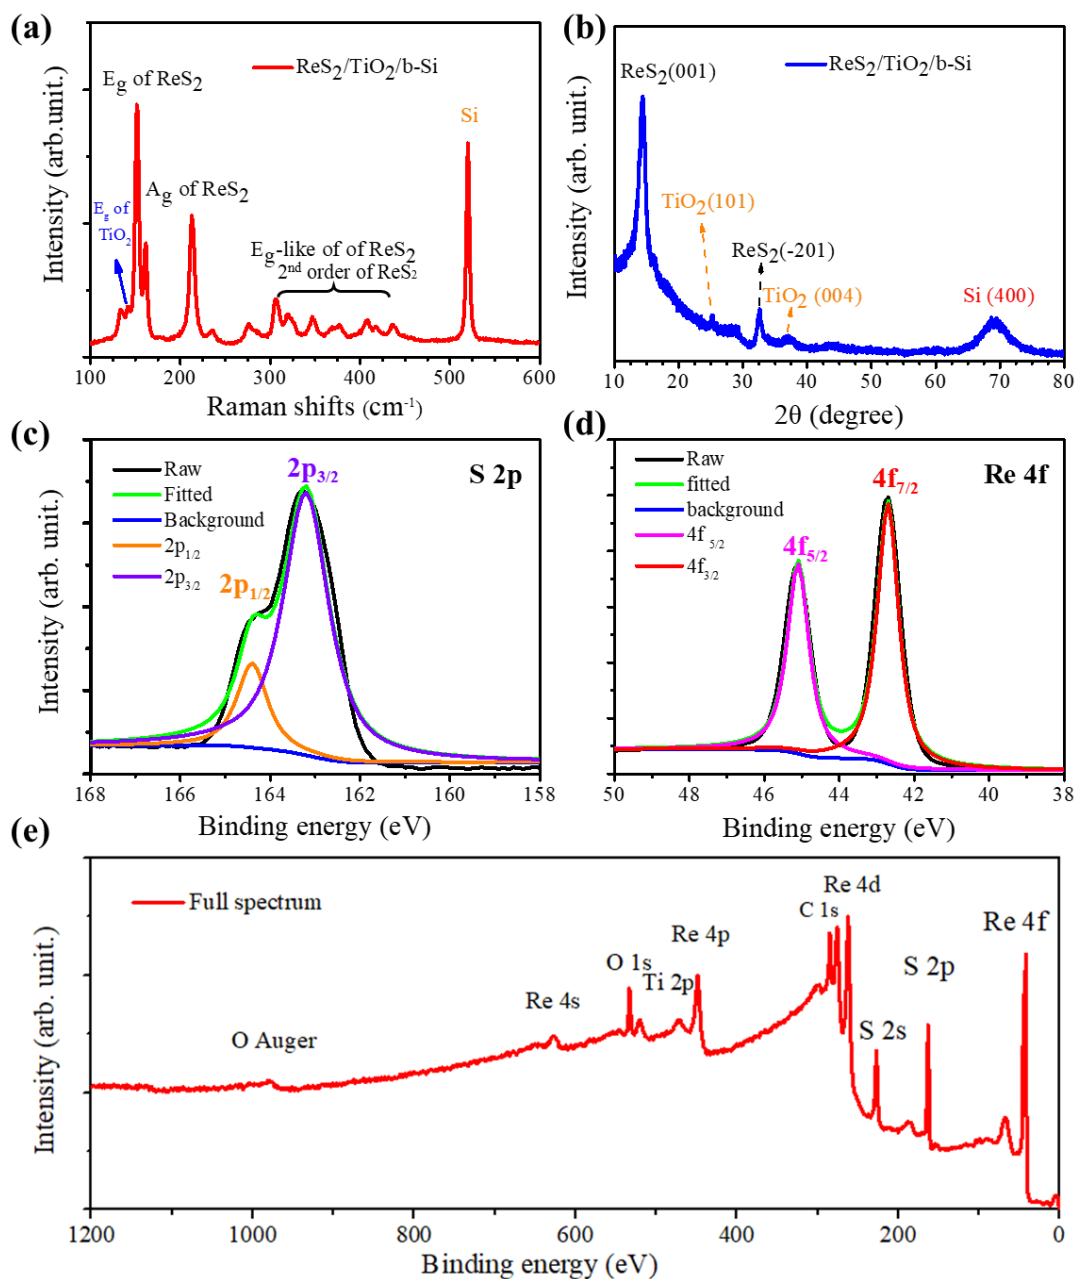 (a)
ReS2/TiO2/b-Si
Eg of ReS2
Si
Ag of ReS2
Eg of
TiO2
Eg-like of of ReS2
2nd order of ReS2
Intensity (arb.unit.)
100 200 300 400 500 600
Raman shifts (cm-1)
(b)
ReS2/TiO2/b-Si
ReS2(001)
TiO2(101)
ReS2(-201)
TiO2 (004)
Si (400)
Intensity (arb. unit.)
10 20 30 40 50 60 70 80
2θ (degree)
(c)
Raw
Fitted
Background
2p1/2
2p3/2
2p3/2
S 2p
2p1/2
Intensity (arb. unit.)
168 166 164 162 160 158
Binding energy (eV)
(d)
Raw
fitted
background
4f 5/2
4f3/2
4f7/2
Re 4f
4f5/2
Intensity (arb. unit.)
50 48 46 44 42 40 38
Binding energy (eV)
(e)
Full spectrum
Re 4d
C 1s
Re 4f
Re 4p
O 1s
S 2p
Ti 2p
Re 4s
S 2s
O Auger
Intensity (arb. unit.)
1200 1000 800 600 400 200 0
Binding energy (eV)